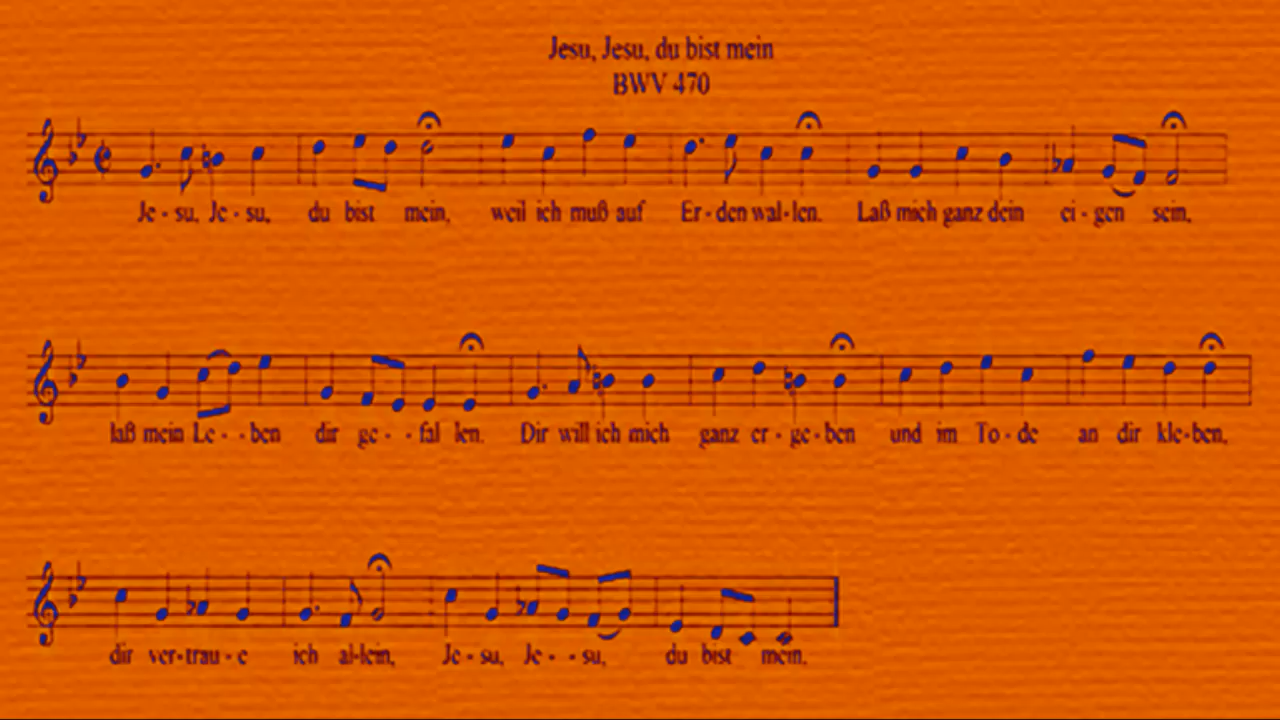 Jesu, Jesu, du bist mein
BWV 470
Je - su, Je - su, du bist mein, weil ich muß auf Er - den wal - len. Laß mich ganz dein ei - gen sein,
laß mein Le - - ben dir ge - - fal len. Dir will ich mich ganz er - ge - ben und im To - de an dir kle - ben,
dir ver - trau - e ich al - lein, Je - su, Je - - su, du bist mein.